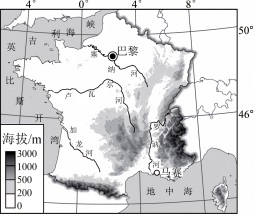 4° 0° 4° 8°
50°
45°
英吉利海峡
巴黎
塞纳河
卢瓦尔河
比斯开湾
加龙河
罗讷河
马赛
地中海
海拔/m
3000
1000
500
200
0